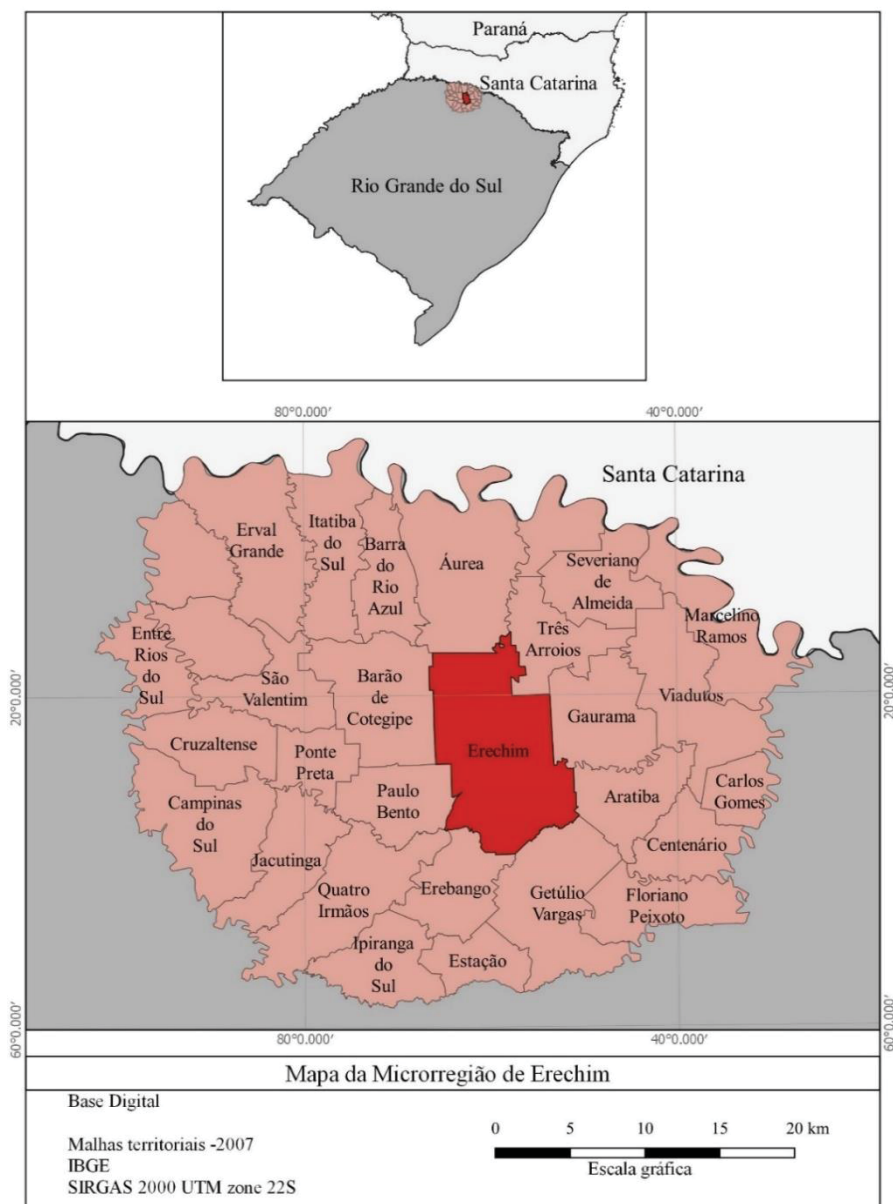 Paraná
Santa Catarina
Rio Grande do Sul
80°0.000′
40°0.000′
Santa Catarina
Erval
Grande
Itatiba
do
Sul
Barra
do
Rio
Azul
Áurea
Severiano
de
Almeida
Marcelino
Ramos
Entre
Rios
do
Sul
São
Valentim
Barão
de
Cotegipe
Três
Arroios
Viadutos
20°0.000′
20°0.000′
Gaurama
Cruzaltense
Ponte
Preta
Erechim
Campinas
do
Sul
Paulo
Bento
Aratiba
Carlos
Gomes
Jacutinga
Centenário
Quatro
Irmãos
Erebango
Getúlio
Vargas
Floriano
Peixoto
Ipiranga
do
Sul
Estação
60°0.000′
60°0.000′
80°0.000′
40°0.000′
Mapa da Microrregião de Erechim
Base Digital
Malhas territoriais -2007
IBGE
SIRGAS 2000 UTM zone 22S
0 5 10 15 20 km
Escala gráfica